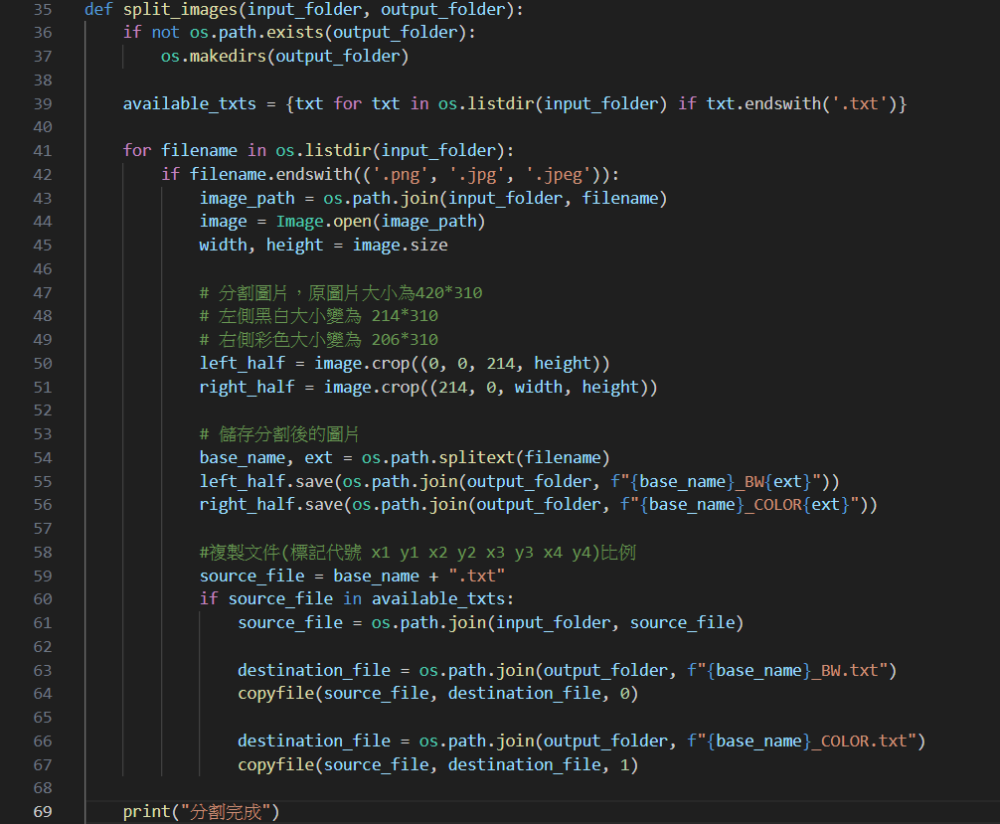 35 def split_images(input_folder, output_folder):
36     if not os.path.exists(output_folder):
37         os.makedirs(output_folder)
38
39     available_txts = {txt for txt in os.listdir(input_folder) if txt.endswith('.txt')}
40
41     for filename in os.listdir(input_folder):
42         if filename.endswith(('.png', '.jpg', '.jpeg')):
43             image_path = os.path.join(input_folder, filename)
44             image = Image.open(image_path)
45             width, height = image.size
46
47             # 分割圖片，原圖片大小為420*310
48             # 左側黑白大小變為 214*310
49             # 右側彩色大小變為 206*310
50             left_half = image.crop((0, 0, 214, height))
51             right_half = image.crop((214, 0, width, height))
52
53             # 儲存分割後的圖片
54             base_name, ext = os.path.splitext(filename)
55             left_half.save(os.path.join(output_folder, f"{base_name}_BW{ext}"))
56             right_half.save(os.path.join(output_folder, f"{base_name}_COLOR{ext}"))
57
58             #複製文件(標記代號 x1 y1 x2 y2 x3 y3 x4 y4)比例
59             source_file = base_name + ".txt"
60             if source_file in available_txts:
61                 source_file = os.path.join(input_folder, source_file)
62
63                 destination_file = os.path.join(output_folder, f"{base_name}_BW.txt")
64                 copyfile(source_file, destination_file, 0)
65
66                 destination_file = os.path.join(output_folder, f"{base_name}_COLOR.txt")
67                 copyfile(source_file, destination_file, 1)
68
69     print("分割完成")